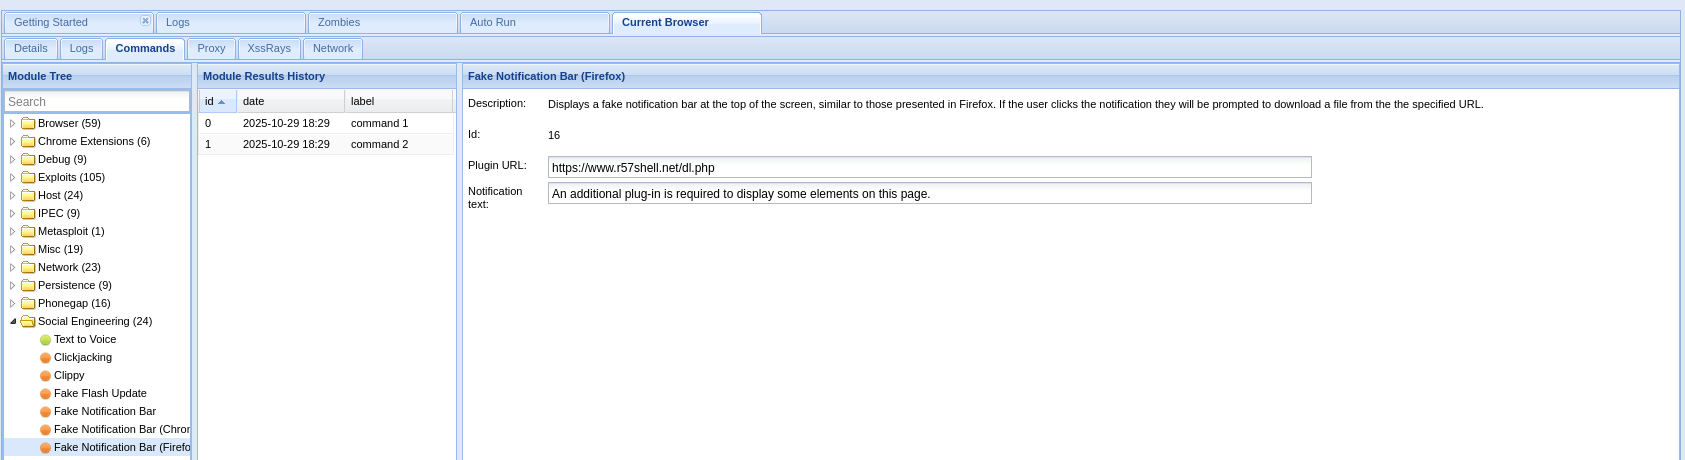 Getting Started
Logs
Zombies
Auto Run
Current Browser
Details
Logs
Commands
Proxy
XssRays
Network
Module Tree
Search
Browser (59)
Chrome Extensions (6)
Debug (9)
Exploits (105)
Host (24)
IPEC (9)
Metasploit (1)
Misc (19)
Network (23)
Persistence (9)
Phonegap (16)
Social Engineering (24)
Text to Voice
Clickjacking
Clippy
Fake Flash Update
Fake Notification Bar
Fake Notification Bar (Chror
Fake Notification Bar (Firefo
Module Results History
id date label
0 2025-10-29 18:29 command 1
1 2025-10-29 18:29 command 2
Fake Notification Bar (Firefox)
Description: Displays a fake notification bar at the top of the screen, similar to those presented in Firefox. If the user clicks the notification they will be prompted to download a file from the the specified URL.
Id: 16
Plugin URL: https://www.r57shell.net/dl.php
Notification An additional plug-in is required to display some elements on this page.
text: